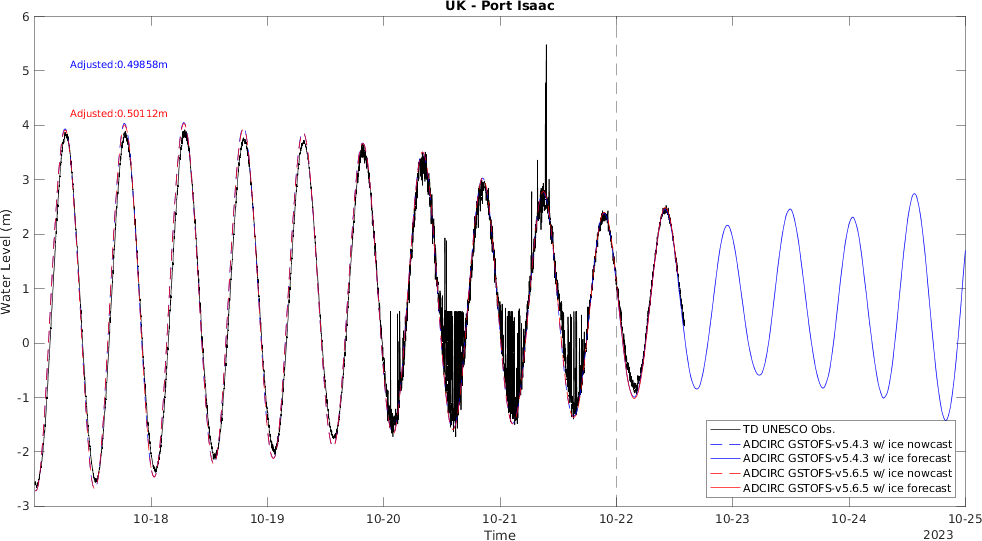 UK - Port Isaac
6
5
4
3
2
1
0
-1
-2
-3
Water Level (m)
Adjusted:0.49858m
Adjusted:0.50112m
TD UNESCO Obs.
ADCIRC GSTOFS-v5.4.3 w/ ice nowcast
ADCIRC GSTOFS-v5.4.3 w/ ice forecast
ADCIRC GSTOFS-v5.6.5 w/ ice nowcast
ADCIRC GSTOFS-v5.6.5 w/ ice forecast
10-18 10-19 10-20 10-21 10-22 10-23 10-24 10-25
Time
2023